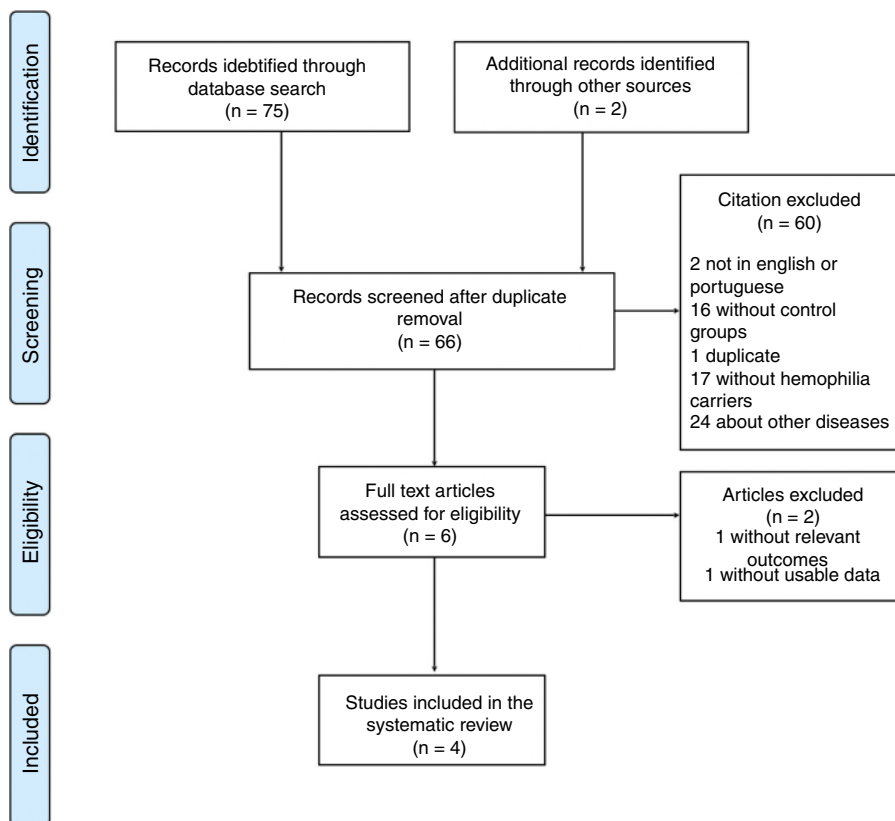 Identification
Records idebtified through
database search
(n = 75)
Additional records identified
through other sources
(n = 2)
Citation excluded
(n = 60)
2 not in english or
portuguese
16 without control
groups
1 duplicate
17 without hemophilia
carriers
24 about other diseases
Screening
Records screened after duplicate
removal
(n = 66)
Eligibility
Full text articles
assessed for eligibility
(n = 6)
Articles excluded
(n = 2)
1 without relevant
outcomes
1 without usable data
Included
Studies included in the
systematic review
(n = 4)